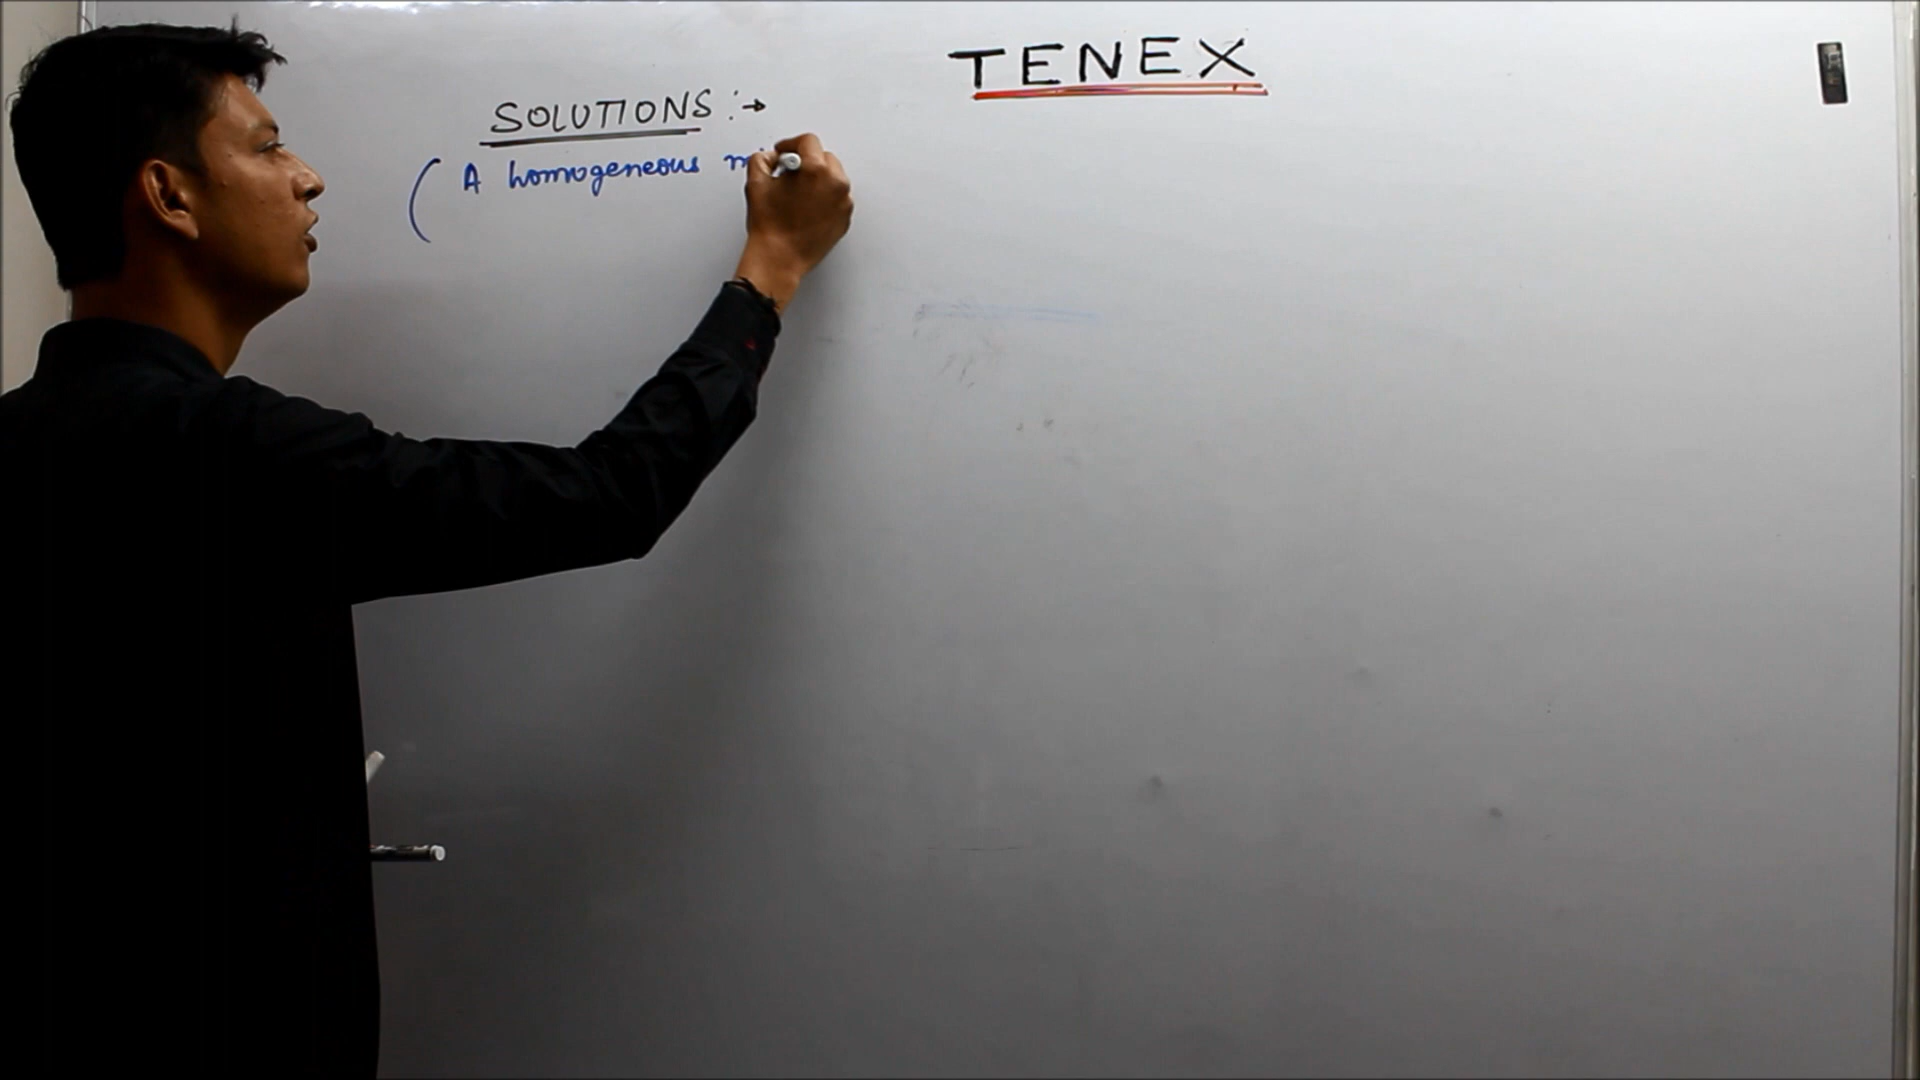 TENEX
SOLUTIONS :→
( A homogeneous